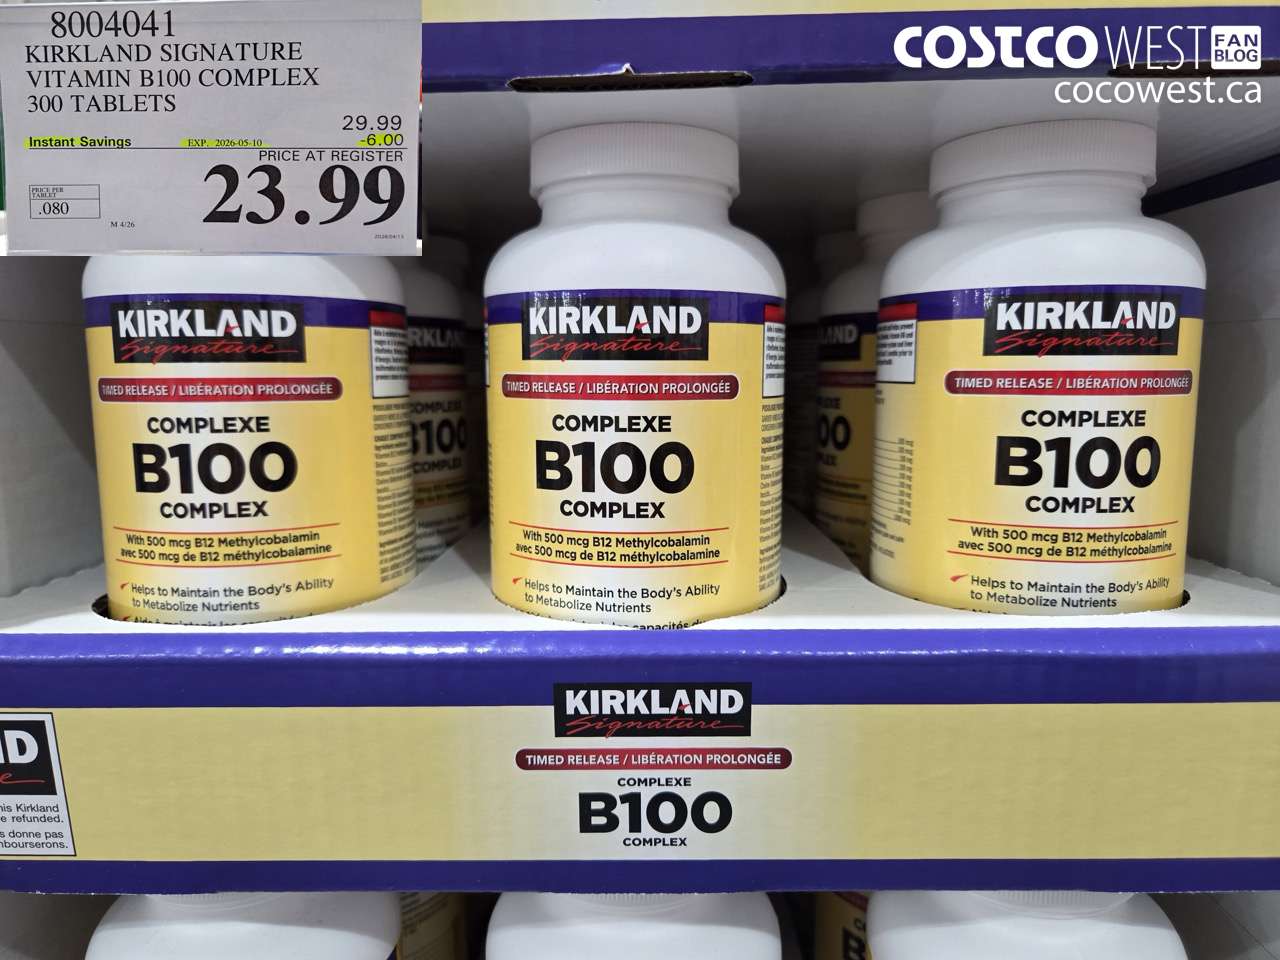 8004041
KIRKLAND SIGNATURE
VITAMIN B100 COMPLEX
300 TABLETS
29.99
Instant Savings EXP. 2026-05-10 -6.00
PRICE AT REGISTER
23.99
PRICE PER
TABLET
.080
M 4/26
COSTCO WEST FAN BLOG
cocowest.ca
KIRKLAND
Signature
TIMED RELEASE / LIBÉRATION PROLONGÉE
COMPLEXE
B100
COMPLEX
With 500 mcg B12 Methylcobalamin
avec 500 mcg de B12 méthylcobalamine
Helps to Maintain the Body's Ability
to Metabolize Nutrients
KIRKLAND
Signature
TIMED RELEASE / LIBÉRATION PROLONGÉE
COMPLEXE
B100
COMPLEX
With 500 mcg B12 Methylcobalamin
avec 500 mcg de B12 méthylcobalamine
Helps to Maintain the Body's Ability
to Metabolize Nutrients
KIRKLAND
Signature
TIMED RELEASE / LIBÉRATION PROLONGÉE
COMPLEXE
B100
COMPLEX
With 500 mcg B12 Methylcobalamin
avec 500 mcg de B12 méthylcobalamine
Helps to Maintain the Body's Ability
to Metabolize Nutrients
KIRKLAND
Signature
TIMED RELEASE / LIBÉRATION PROLONGÉE
COMPLEXE
B100
COMPLEX
Kirkland
refunded.
donne pas